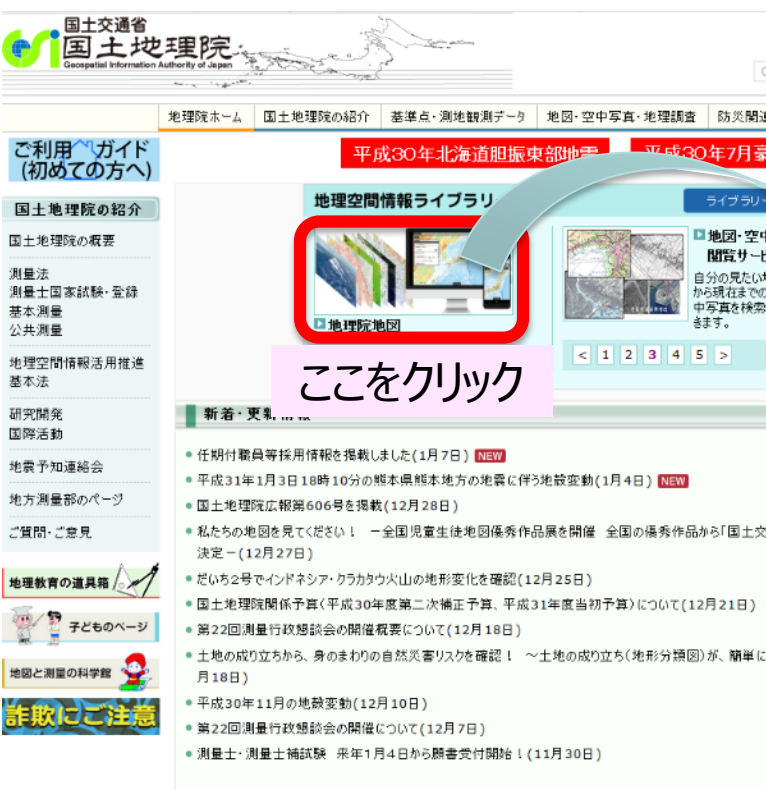 国土交通省
国土地理院
Geospatial Information Authority of Japan
地理院ホーム 国土地理院の紹介 基準点・測地観測データ 地図・空中写真・地理調査 防災関連
ご利用ガイド
(初めての方へ)
平成30年北海道胆振東部地震 平成30年7月豪
地理空間情報ライブラリー
ライブラリー
国土地理院の紹介
国土地理院の概要
測量法
測量士国家試験・登録
基本測量
公共測量
地理空間情報活用推進
基本法
研究開発
国際活動
地震予知連絡会
地方測量部のページ
ご質問・ご意見
地理教育の道具箱
子どものページ
地図と測量の科学館
詐欺にご注意
地理院地図
地図・空中
閲覧サービ
自分の見たい
から現在までの
中写真を検索
きます。
< 1 2 3 4 5 >
ここをクリック
新着・更新情報
任期付職員等採用情報を掲載しました(1月7日) NEW
平成31年1月3日18時10分の熊本県熊本地方の地震に伴う地殻変動(1月4日) NEW
国土地理院広報第606号を掲載(12月28日)
私たちの地図を見てください! －全国児童生徒地図優秀作品展を開催 全国の優秀作品から「国土交
決定－(12月27日)
だいち2号でインドネシア・クラカタウ火山の地形変化を確認(12月25日)
国土地理院関係予算(平成30年度第二次補正予算、平成31年度当初予算)について(12月21日)
第22回測量行政懇談会の開催概要について(12月18日)
土地の成り立ちから、身のまわりの自然災害リスクを確認! ～土地の成り立ち(地形分類図)が、簡単に
月18日)
平成30年11月の地殻変動(12月10日)
第22回測量行政懇談会の開催について(12月7日)
測量士・測量士補試験 来年1月4日から願書受付開始!(11月30日)